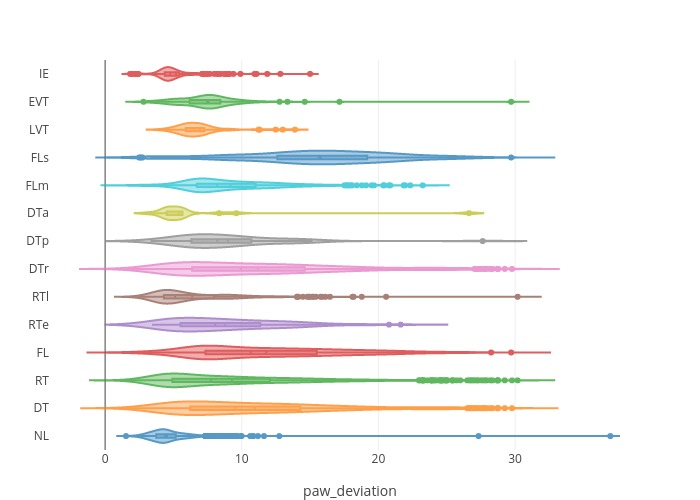 IE
EVT
LVT
FLs
FLm
DTa
DTp
DTr
RTl
RTe
FL
RT
DT
NL
0 10 20 30
paw_deviation